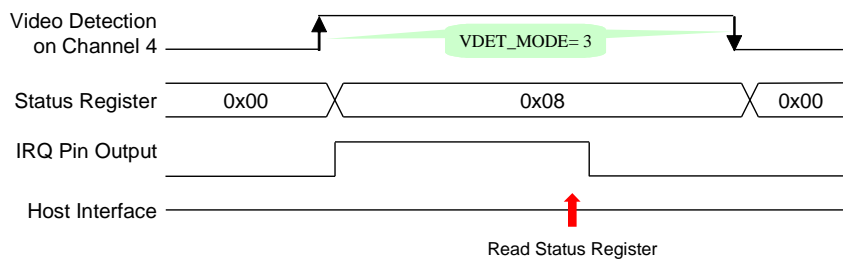 Video Detection
on Channel 4
VDET_MODE= 3
Status Register
0x00
0x08
0x00
IRQ Pin Output
Host Interface
Read Status Register